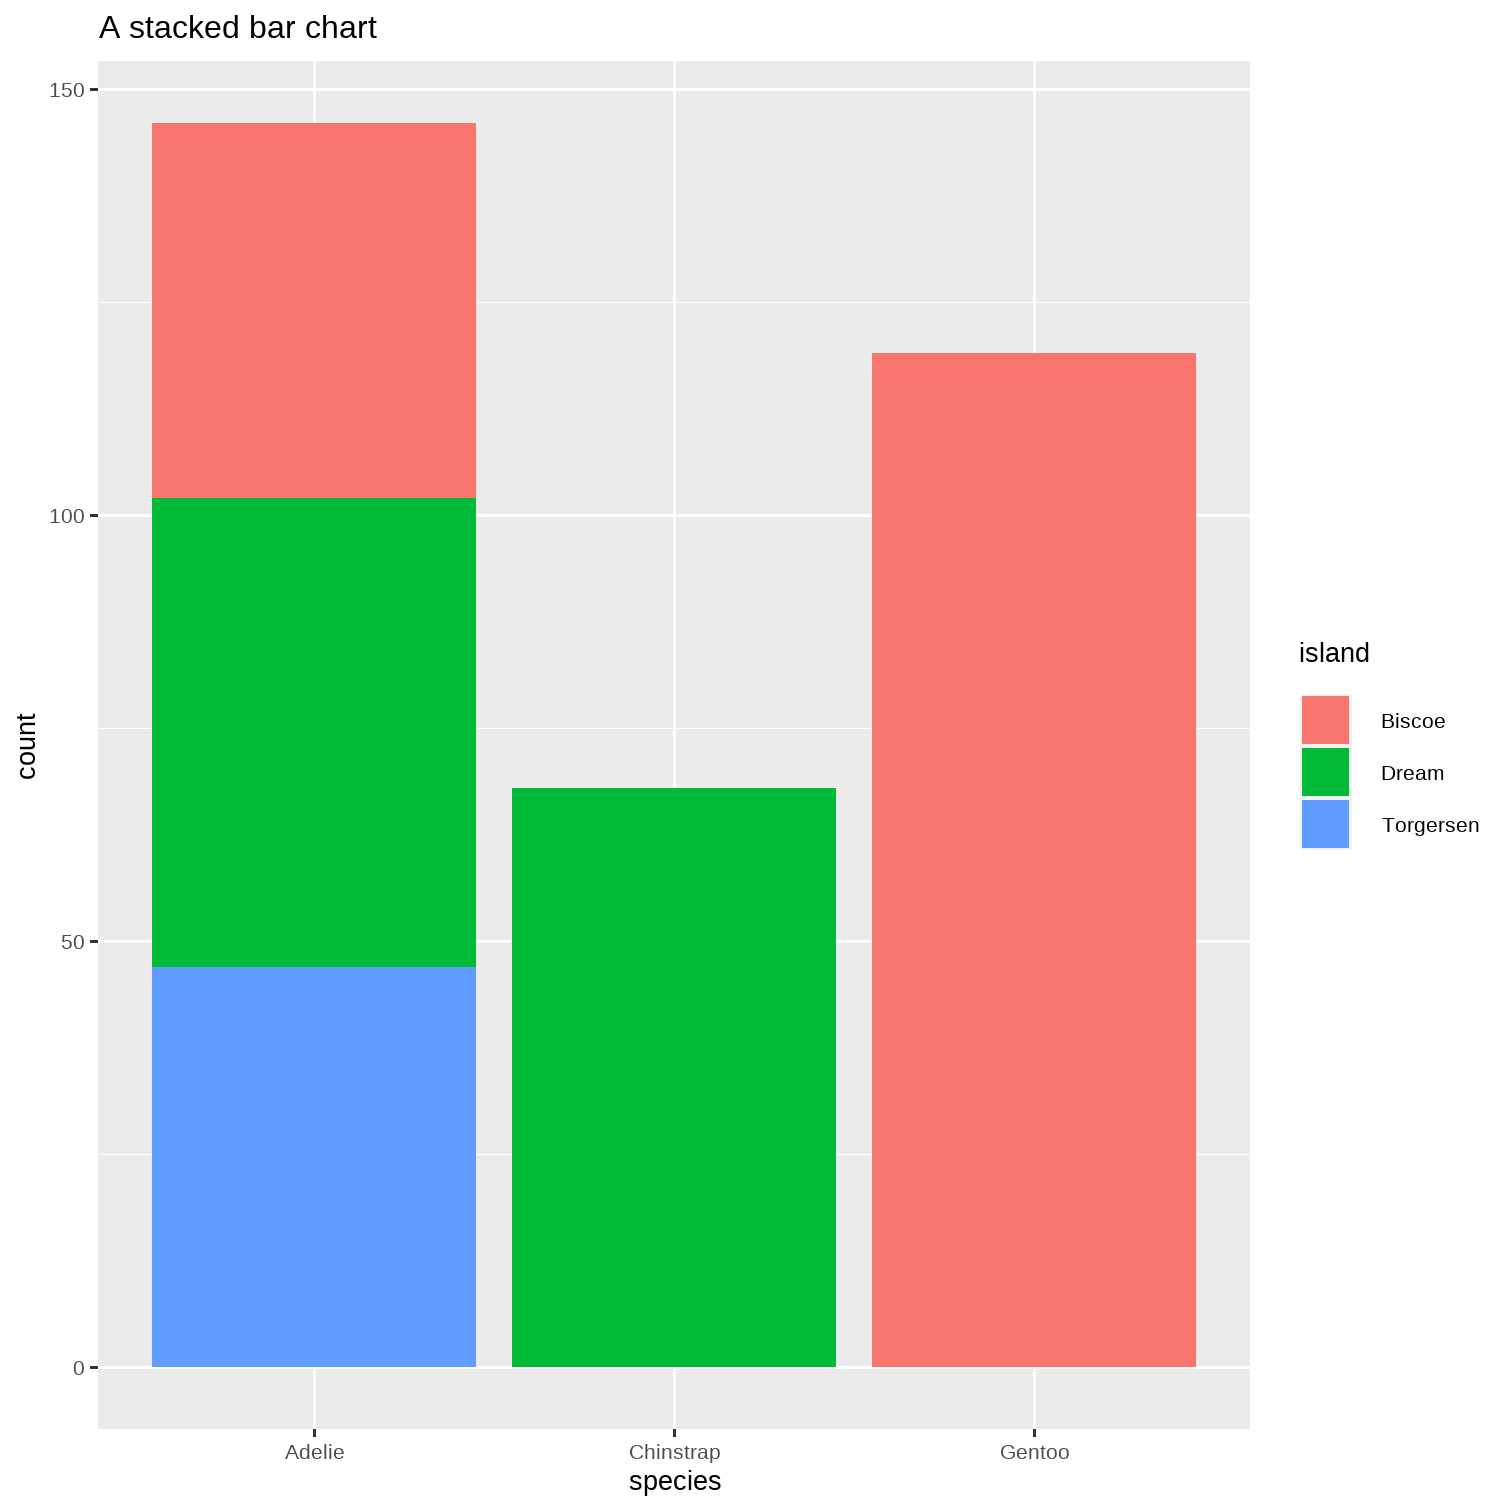 A stacked bar chart
150
100
50
0
count
Adelie
Chinstrap
Gentoo
species
island
Biscoe
Dream
Torgersen